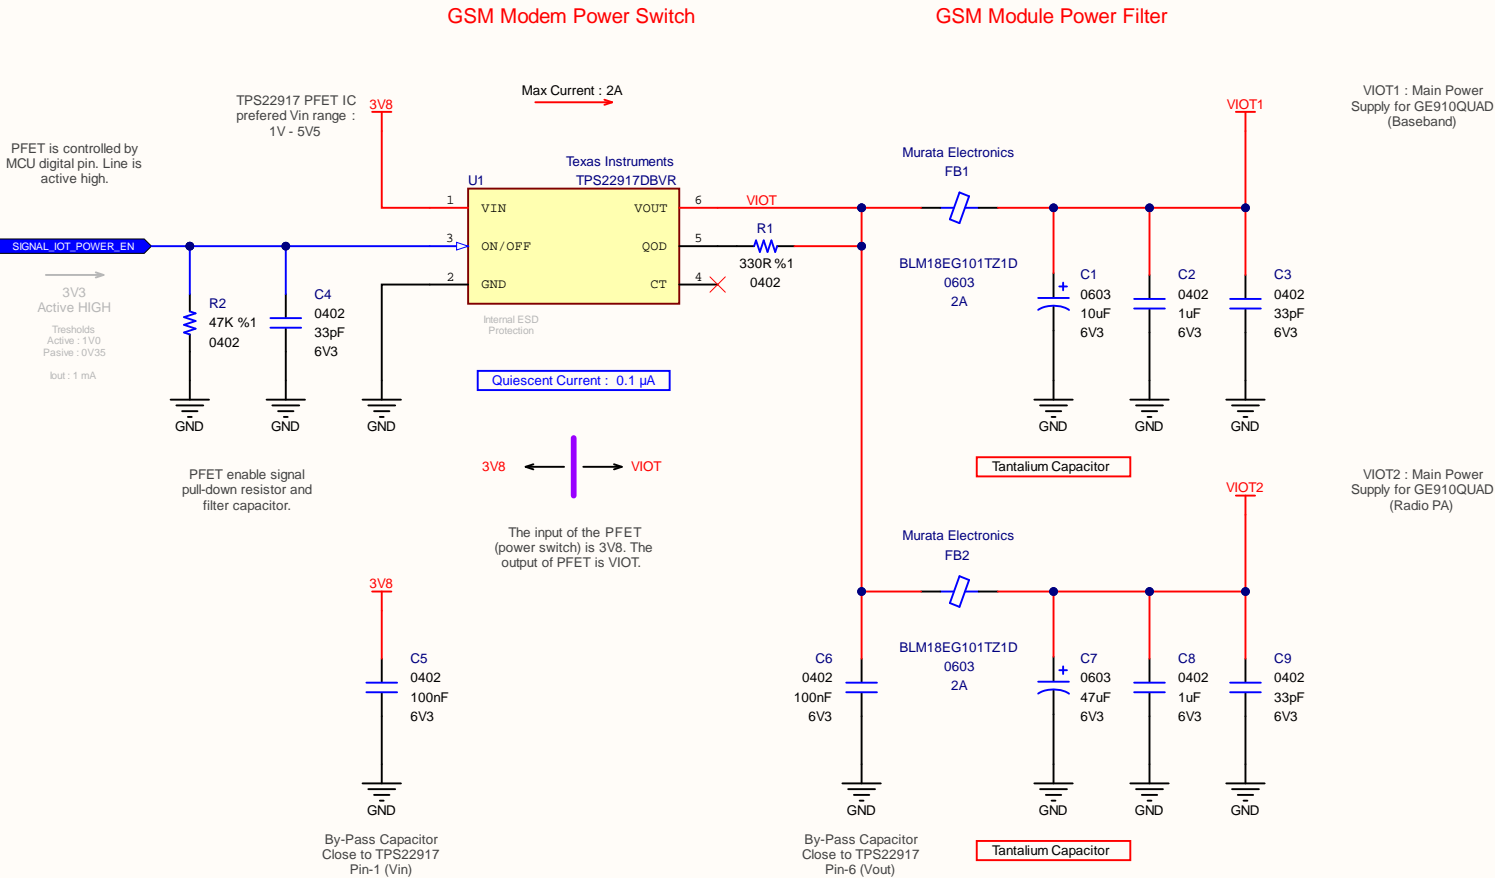 GSM Modem Power Switch
GSM Module Power Filter
TPS22917 PFET IC
prefered Vin range :
1V - 5V5
3V8
Max Current : 2A
VIOT1
VIOT1 : Main Power
Supply for GE910QUAD
(Baseband)
PFET is controlled by
MCU digital pin. Line is
active high.
Texas Instruments
U1
TPS22917DBVR
1
VIN
VOUT
6
VIOT
3
ON/OFF
QOD
5
2
GND
CT
4
R1
330R %1
0402
Murata Electronics
FB1
BLM18EG101TZ1D
0603
2A
SIGNAL_IOT_POWER_EN
3V3
Active HIGH
Tresholds
Active : 1V0
Pasive : 0V35
Iout : 1 mA
R2
47K %1
0402
C4
0402
33pF
6V3
Internal ESD
Protection
C1
0603
10uF
6V3
C2
0402
1uF
6V3
C3
0402
33pF
6V3
+
Quiescent Current : 0.1 µA
GND
GND
GND
GND
GND
GND
PFET enable signal
pull-down resistor and
filter capacitor.
3V8
VIOT
Tantalium Capacitor
VIOT2
VIOT2 : Main Power
Supply for GE910QUAD
(Radio PA)
The input of the PFET
(power switch) is 3V8. The
output of PFET is VIOT.
Murata Electronics
FB2
BLM18EG101TZ1D
0603
2A
3V8
C5
0402
100nF
6V3
C6
0402
100nF
6V3
+
C7
0603
47uF
6V3
C8
0402
1uF
6V3
C9
0402
33pF
6V3
GND
GND
GND
GND
GND
By-Pass Capacitor
Close to TPS22917
Pin-1 (Vin)
By-Pass Capacitor
Close to TPS22917
Pin-6 (Vout)
Tantalium Capacitor